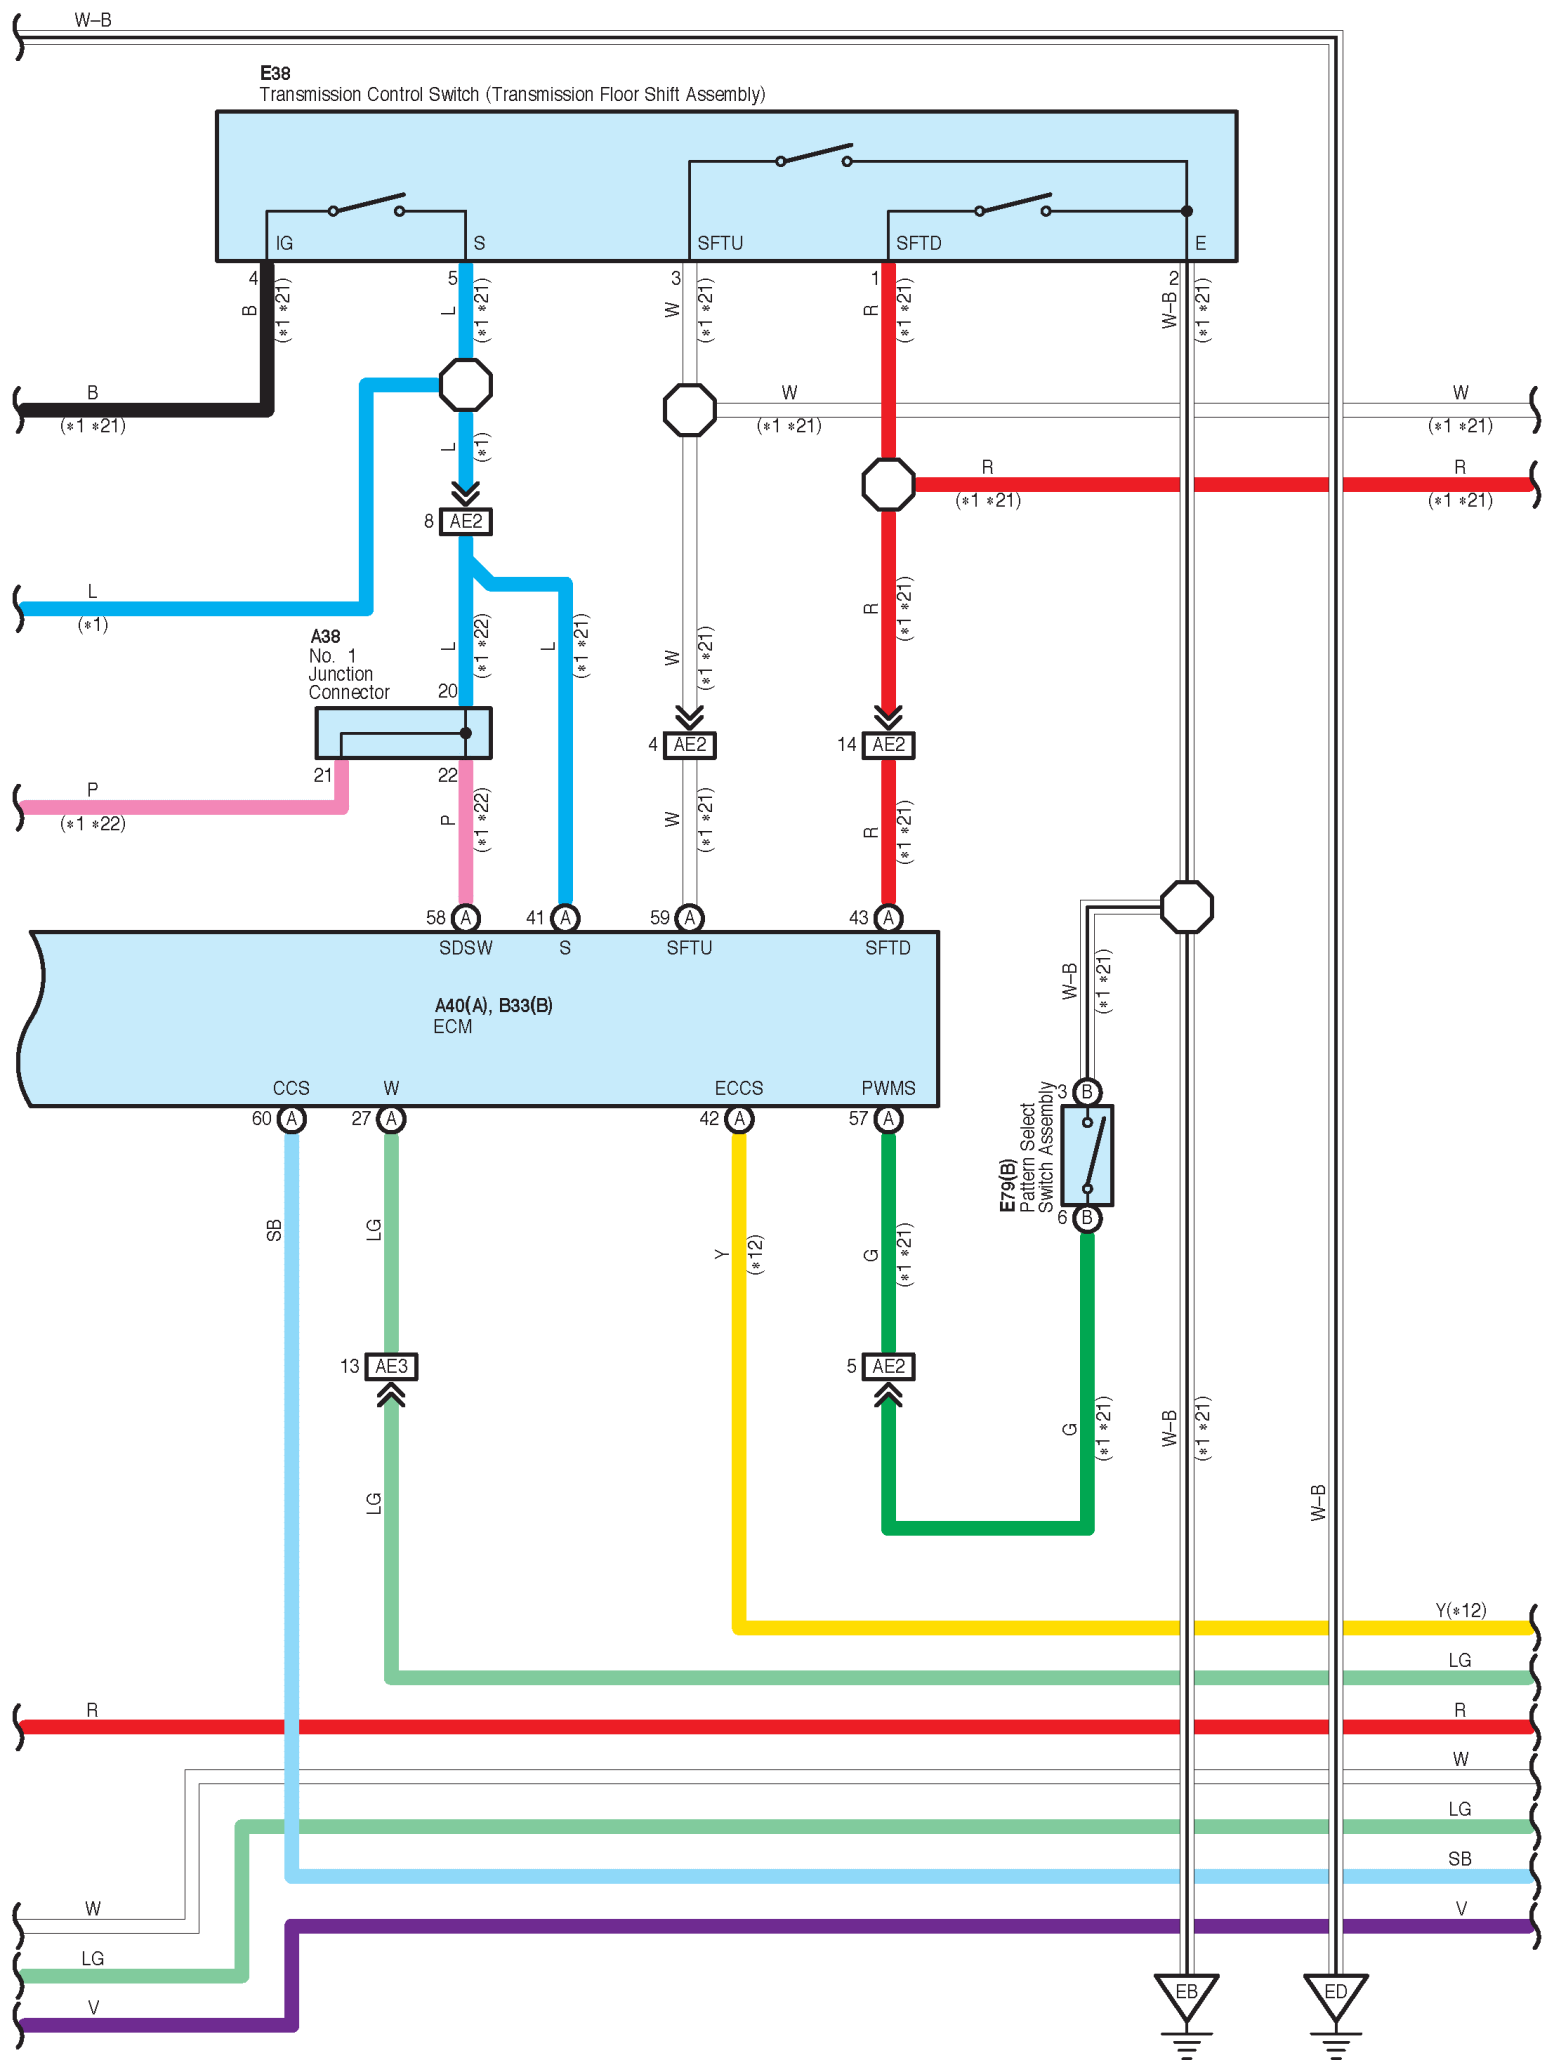 W–B
E38
Transmission Control Switch (Transmission Floor Shift Assembly)
IG
S
SFTU
SFTD
E
4
5
3
1
2
B
(*1 *21)
L
(*1 *21)
W
(*1 *21)
R
(*1 *21)
W–B
(*1 *21)
B
(*1 *21)
W
(*1 *21)
W
(*1 *21)
L
(*1)
R
(*1 *21)
R
(*1 *21)
8
AE2
L
(*1)
R
(*1 *21)
A38
No. 1
Junction
Connector
L
(*1 *22)
L
(*1 *21)
W
(*1 *21)
20
4
AE2
14
AE2
21
22
P
(*1 *22)
P
(*1 *22)
W
(*1 *21)
R
(*1 *21)
58
A
41
A
59
A
43
A
SDSW
S
SFTU
SFTD
W–B
(*1 *21)
A40(A), B33(B)
ECM
CCS
W
ECCS
PWMS
60
A
27
A
42
A
57
A
3
B
E79(B)
Pattern Select
Switch Assembly
6
B
SB
LG
Y
(*12)
G
(*1 *21)
13
AE3
5
AE2
G
(*1 *21)
W–B
(*1 *21)
LG
W–B
Y(*12)
LG
R
R
W
LG
SB
W
V
LG
V
EB
ED